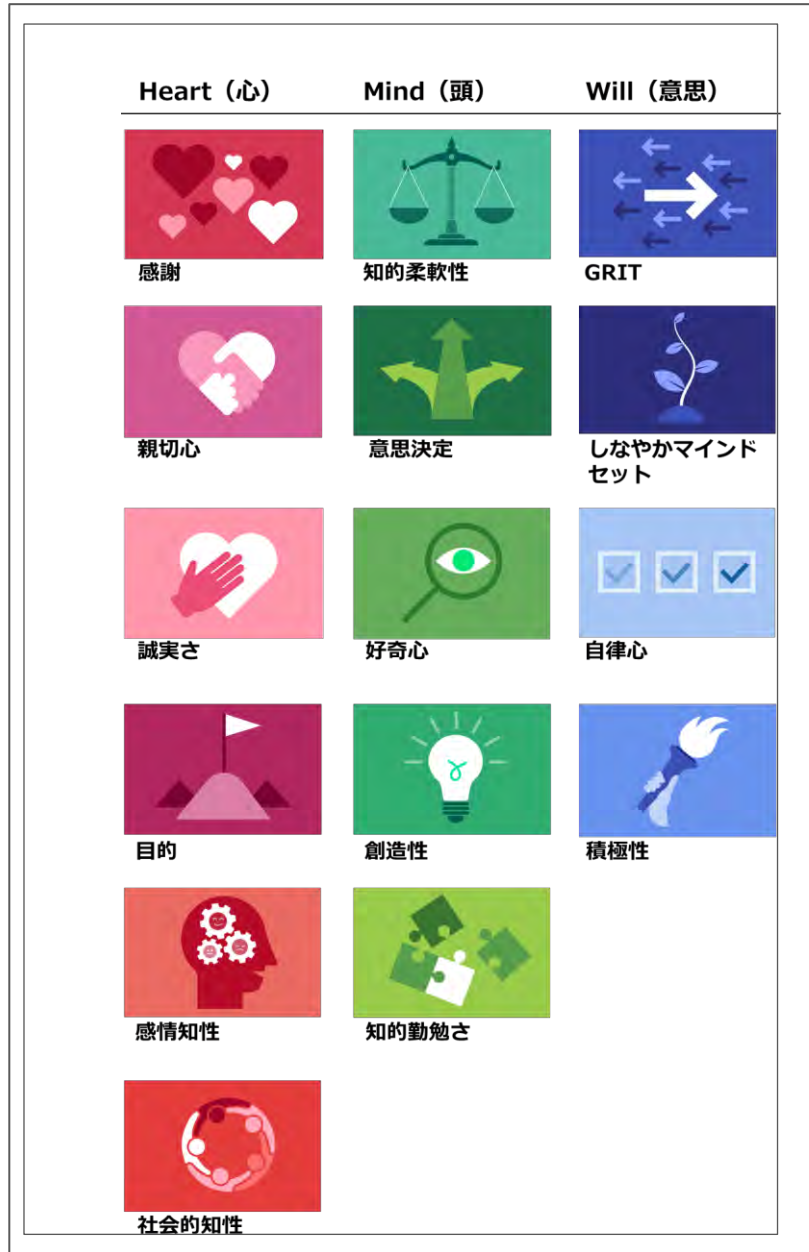 Heart（心） Mind（頭） Will（意思）
感謝 知的柔軟性 GRIT
親切心 意思決定 しなやかマインド
セット
誠実さ 好奇心 自律心
目的 創造性 積極性
感情知性 知的勤勉さ
社会的知性